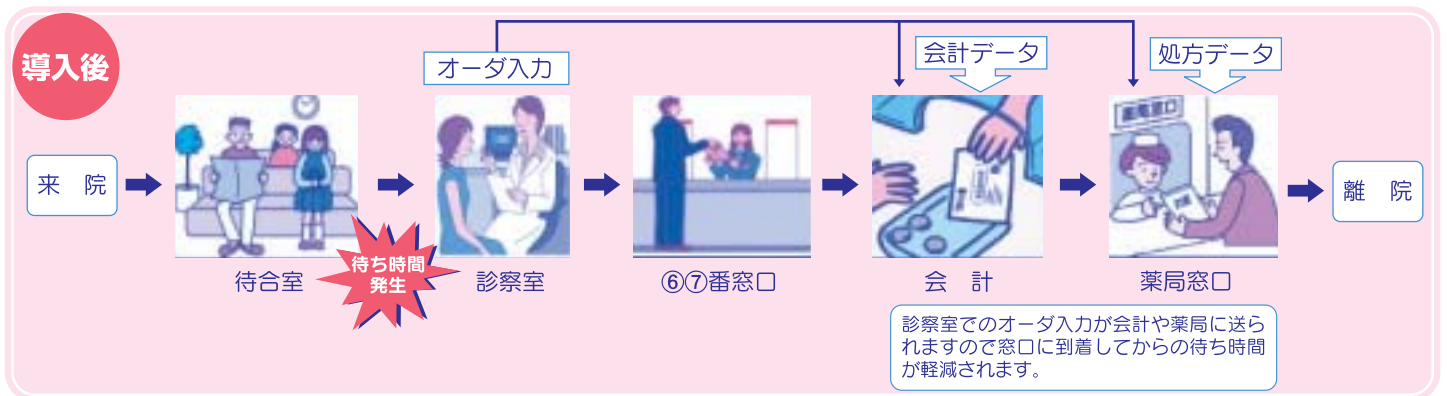 導入後
オーダ入力
会計データ
処方データ
薬局窓口
来　院
離　院
待合室
待ち時間
発生
診察室
⑥⑦番窓口
会　計
薬局窓口
診察室でのオーダ入力が会計や薬局に送ら
れますので窓口に到着してからの待ち時間
が軽減されます。